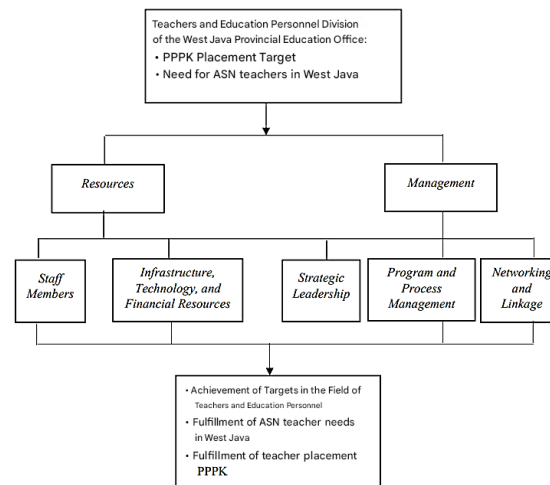 Teachers and Education Personnel Division
of the West Java Provincial Education Office:
• PPPK Placement Target
• Need for ASN teachers in West Java
Resources
Management
Staff
Members
Infrastructure,
Technology, and
Financial Resources
Strategic
Leadership
Program and
Process
Management
Networking
and
Linkage
• Achievement of Targets in the Field of
Teachers and Education Personnel
• Fulfillment of ASN teacher needs
in West Java
• Fulfillment of teacher placement
PPPK